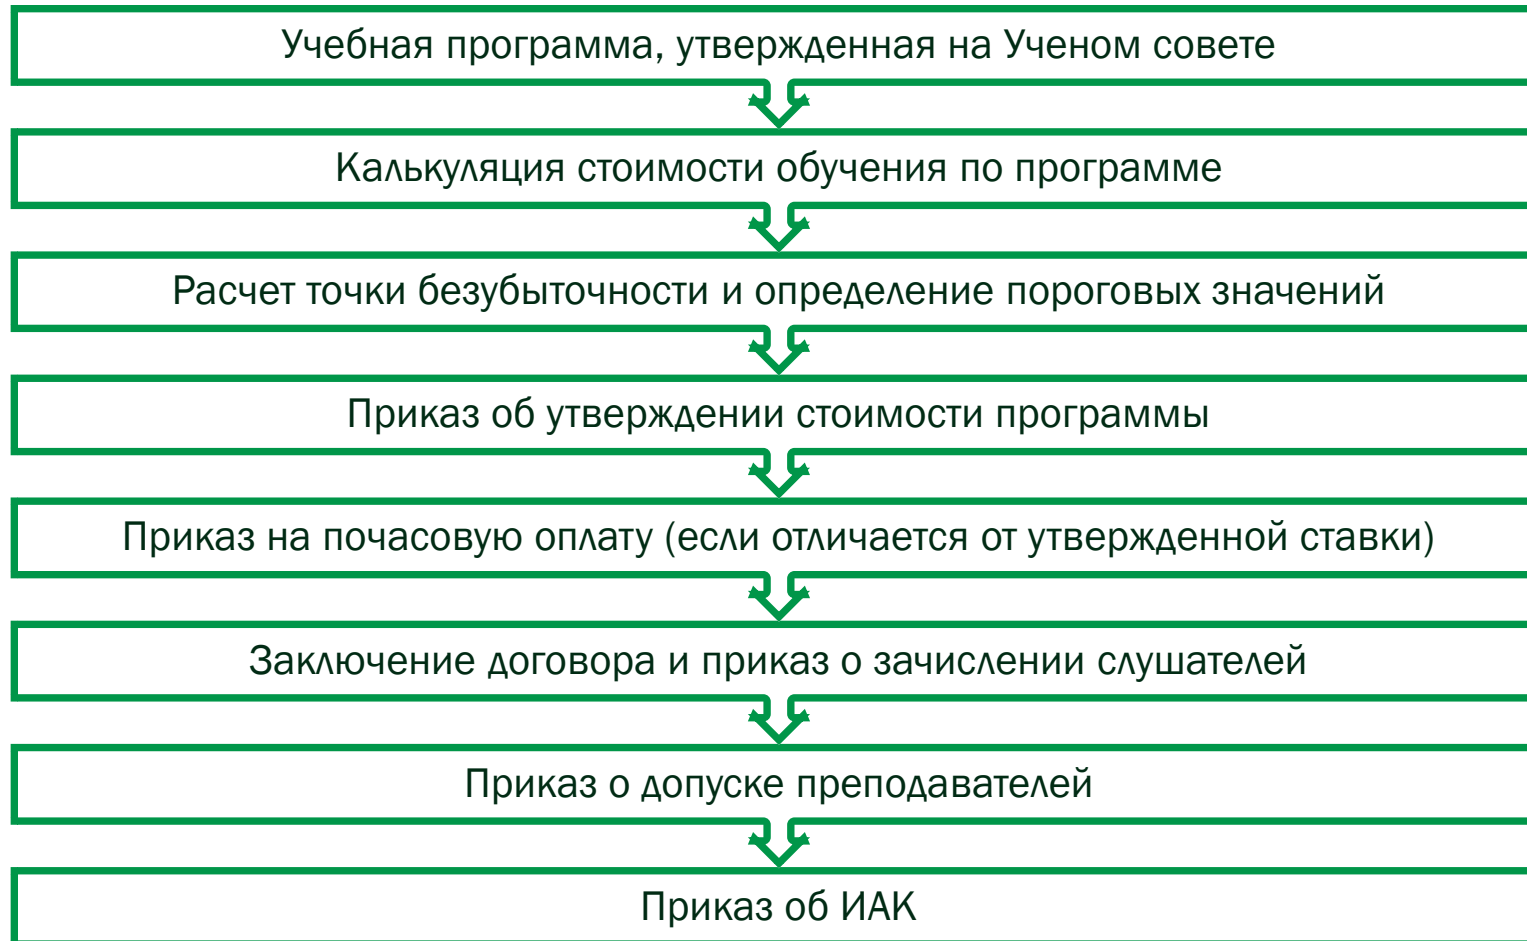 Учебная программа, утвержденная на Ученом совете
Калькуляция стоимости обучения по программе
Расчет точки безубыточности и определение пороговых значений
Приказ об утверждении стоимости программы
Приказ на почасовую оплату (если отличается от утвержденной ставки)
Заключение договора и приказ о зачислении слушателей
Приказ о допуске преподавателей
Приказ об ИАК